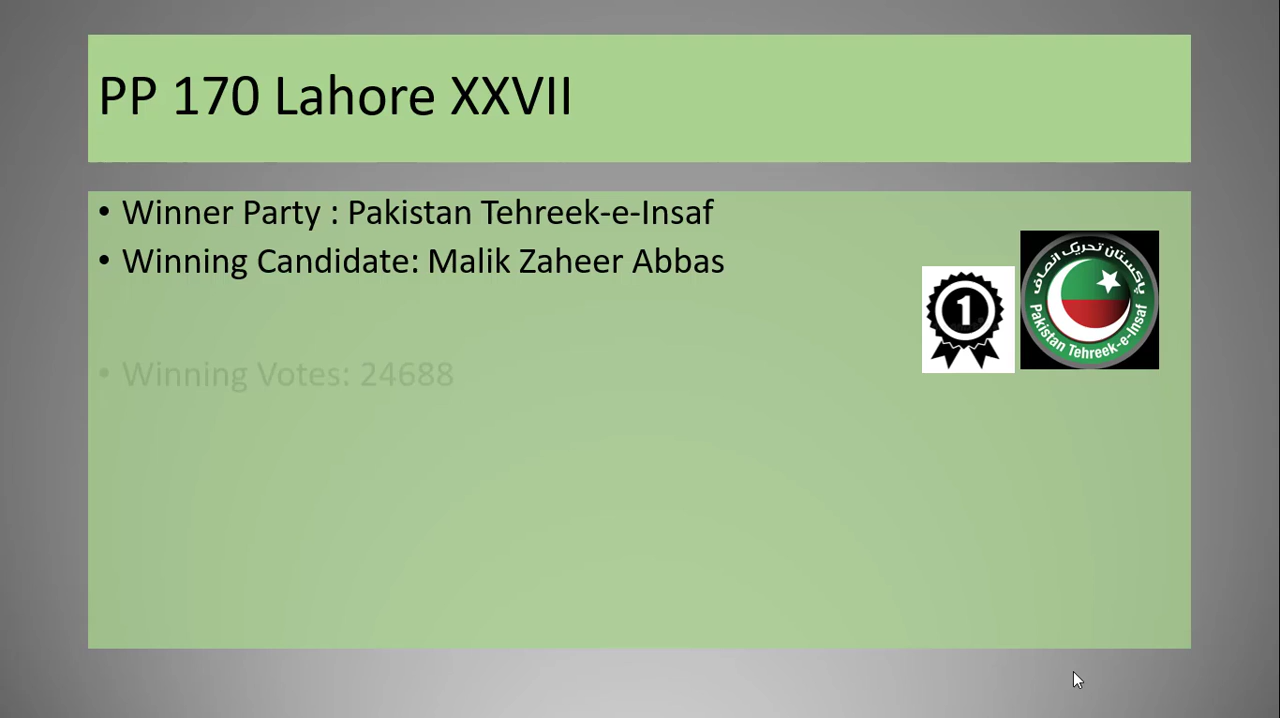 PP 170 Lahore XXVII
• Winner Party : Pakistan Tehreek-e-Insaf
• Winning Candidate: Malik Zaheer Abbas
1
پاکستان تحریک انصاف
Pakistan Tehreek-e-Insaf
• Winning Votes: 24688